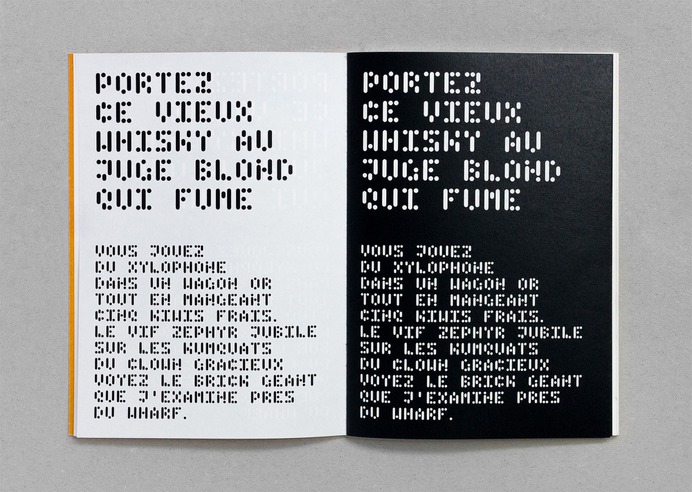 PORTEZ
CE VIEUX
WHISKY AU
JUGE BLOND
QUI FUME
VOUS JOUEZ
DU XYLOPHONE
DANS UN WAGON OR
TOUT EN MANGEANT
CINQ KIWIS FRAIS.
LE VIF ZEPHYR JUBILE
SUR LES KUMQUATS
DU CLOWN GRACIEUX
VOYEZ LE BRICK GEANT
QUE J'EXAMINE PRES
DU WHARF.
PORTEZ
CE VIEUX
WHISKY AU
JUGE BLOND
QUI FUME
VOUS JOUEZ
DU XYLOPHONE
DANS UN WAGON OR
TOUT EN MANGEANT
CINQ KIWIS FRAIS.
LE VIF ZEPHYR JUBILE
SUR LES KUMQUATS
DU CLOWN GRACIEUX
VOYEZ LE BRICK GEANT
QUE J'EXAMINE PRES
DU WHARF.